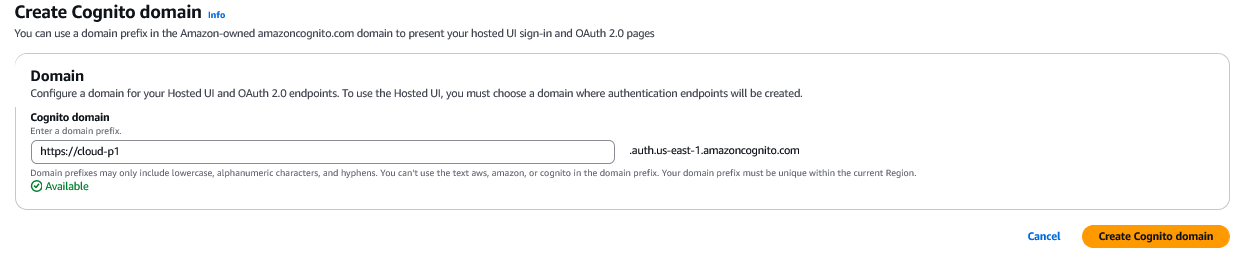 Create Cognito domain Info
You can use a domain prefix in the Amazon-owned amazoncognito.com domain to present your hosted UI sign-in and OAuth 2.0 pages
Domain
Configure a domain for your Hosted UI and OAuth 2.0 endpoints. To use the Hosted UI, you must choose a domain where authentication endpoints will be created.
Cognito domain
Enter a domain prefix.
https://cloud-p1 .auth.us-east-1.amazoncognito.com
Domain prefixes may only include lowercase, alphanumeric characters, and hyphens. You can't use the text aws, amazon, or cognito in the domain prefix. Your domain prefix must be unique within the current Region.
Available
Cancel Create Cognito domain